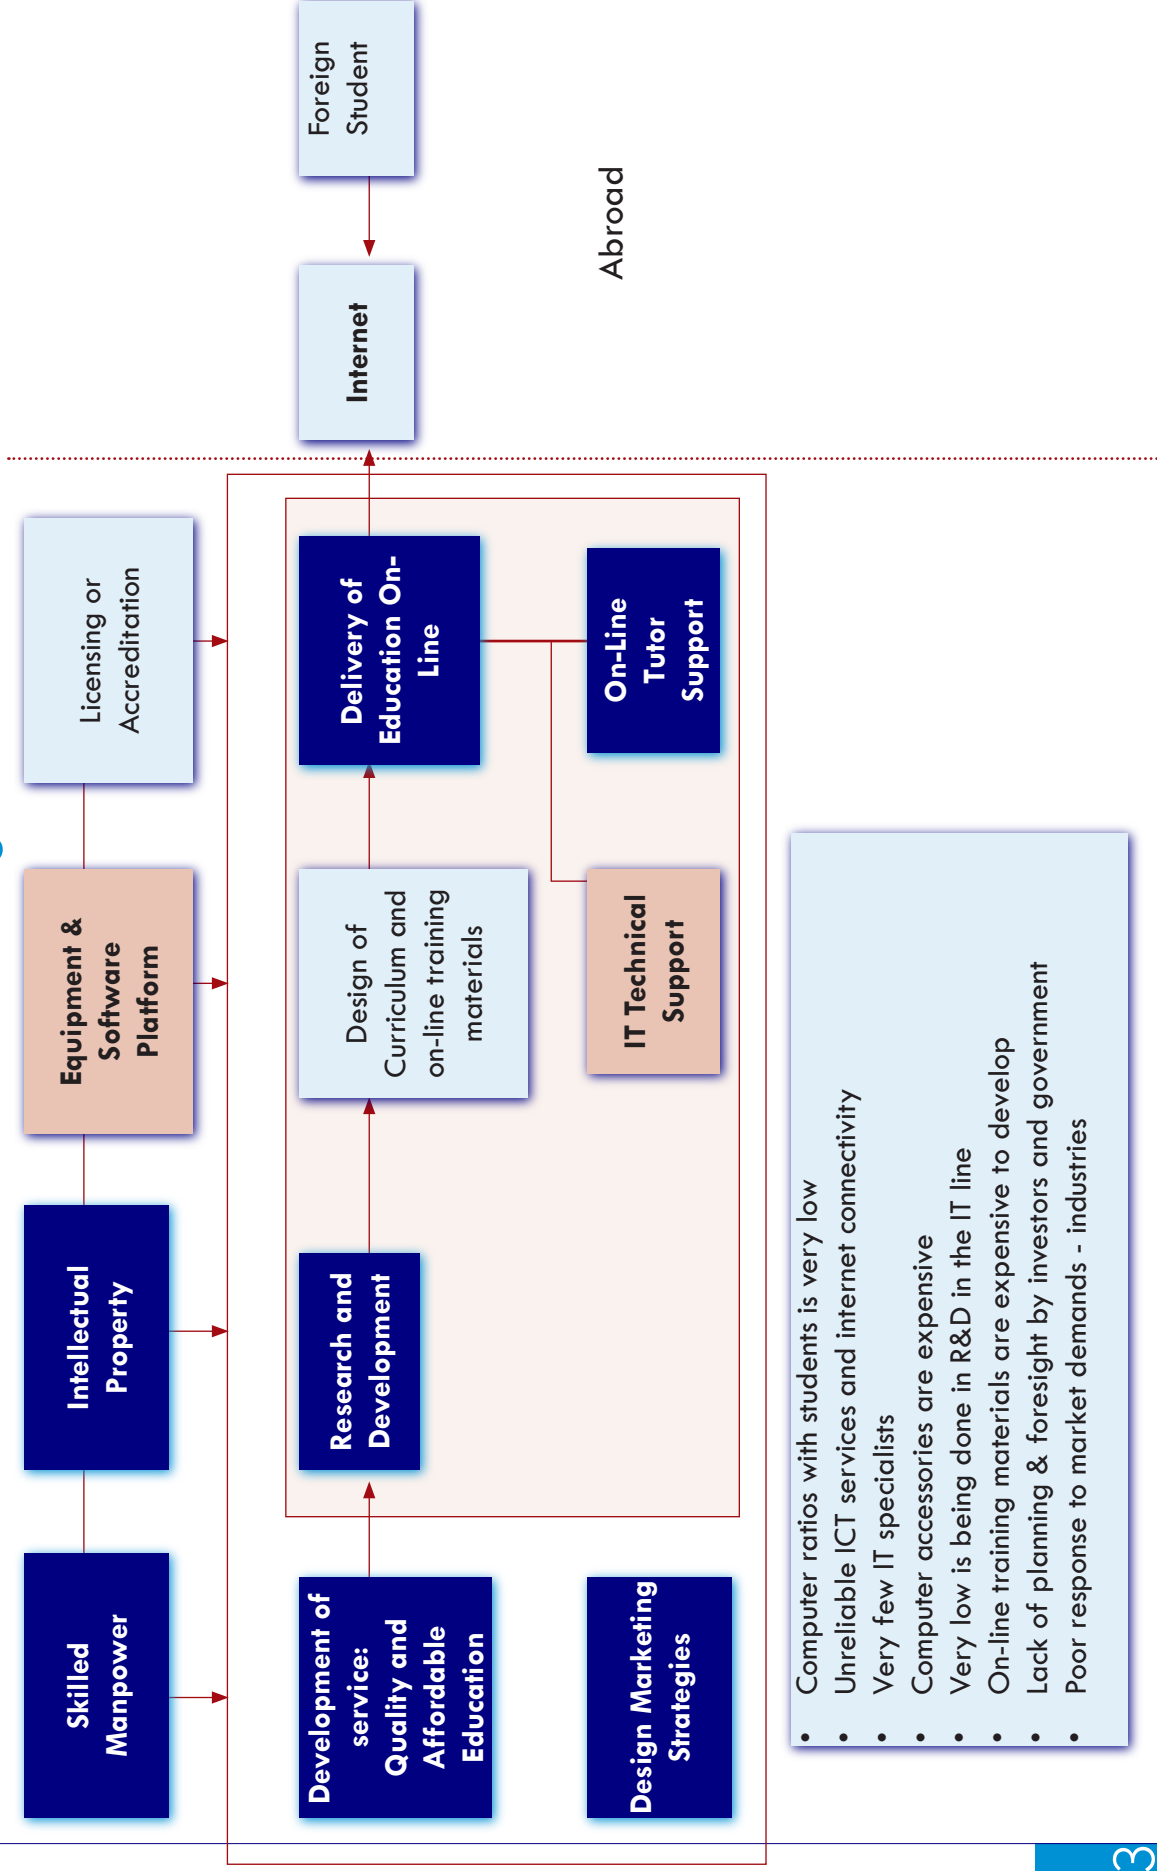 Skilled
Manpower
Intellectual
Property
Equipment &
Software
Platform
Licensing or
Accreditation
Development of
service:
Quality and
Affordable
Education
Research and
Development
Design of
Curriculum and
on-line training
materials
Delivery of
Education On-
Line
Internet
Foreign
Student
Design Marketing
Strategies
IT Technical
Support
On-Line
Tutor
Support
Abroad
• Computer ratios with students is very low
• Unreliable ICT services and internet connectivity
• Very few IT specialists
• Computer accessories are expensive
• Very low is being done in R&D in the IT line
• On-line training materials are expensive to develop
• Lack of planning & foresight by investors and government
• Poor response to market demands - industries